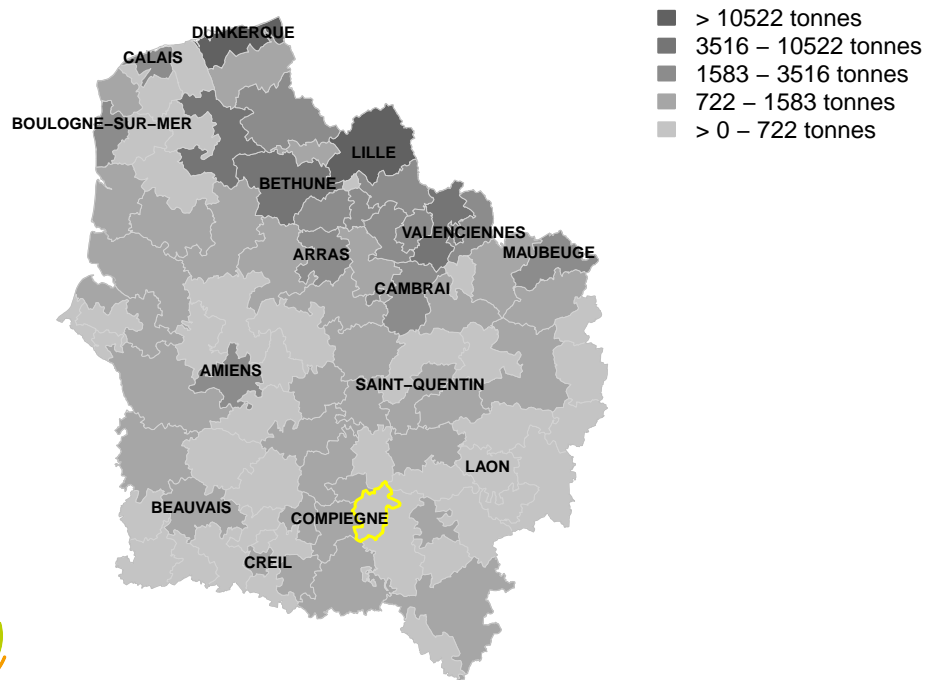 > 10522 tonnes
3516 − 10522 tonnes
1583 − 3516 tonnes
722 − 1583 tonnes
> 0 − 722 tonnes
DUNKERQUE
CALAIS
BOULOGNE−SUR−MER
LILLE
BETHUNE
VALENCIENNES
ARRAS
MAUBEUGE
CAMBRAI
AMIENS
SAINT−QUENTIN
LAON
BEAUVAIS
COMPIEGNE
CREIL